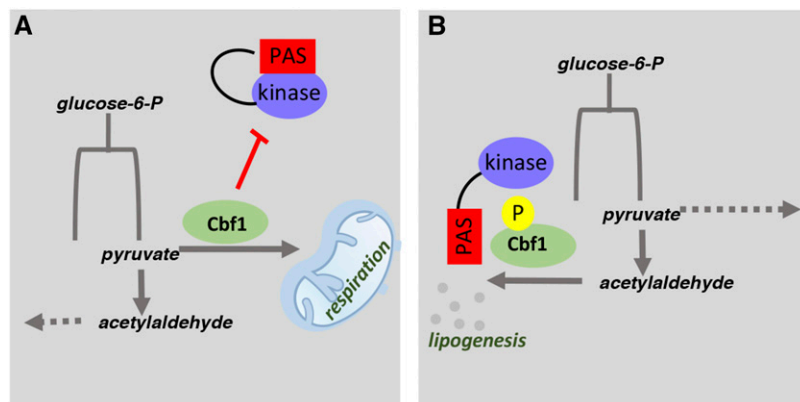 A
PAS
kinase
glucose-6-P
Cbf1
pyruvate
respiration
acetylaldehyde
B
glucose-6-P
kinase
P
PAS
Cbf1
pyruvate
acetylaldehyde
lipogenesis